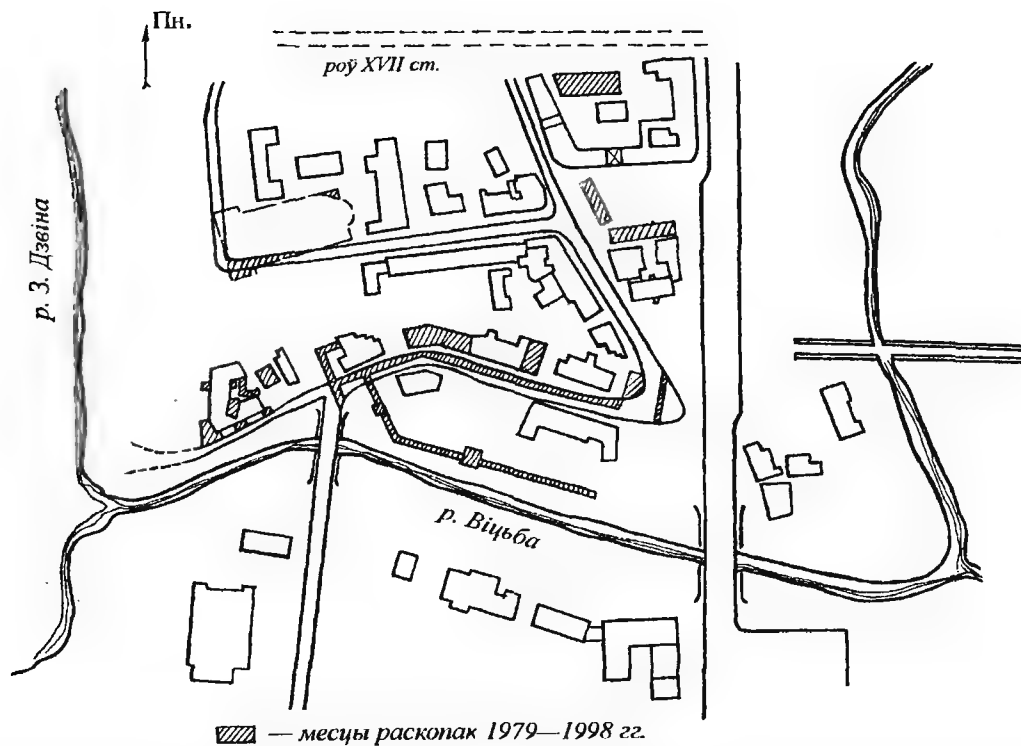 Пн.
роў XVII ст.
р. З. Дзвіна
р. Віцьба
— месцы раскопак 1979—1998 гг.